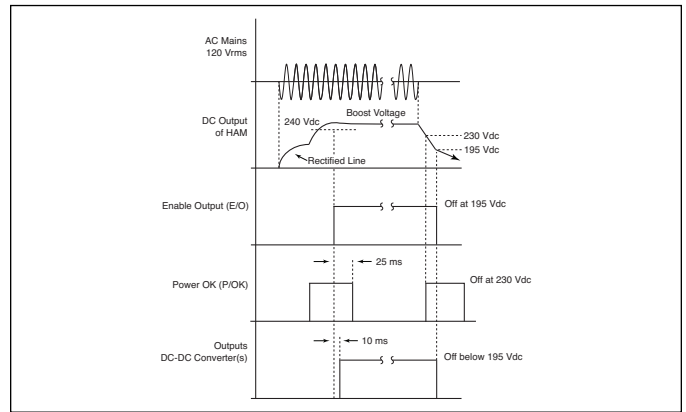 AC Mains
120 Vrms
DC Output
of HAM
240 Vdc
Boost Voltage
230 Vdc
195 Vdc
Rectified Line
Enable Output (E/O)
Off at 195 Vdc
25 ms
Power OK (P/OK)
Off at 230 Vdc
10 ms
Outputs
DC-DC Converter(s)
Off below 195 Vdc